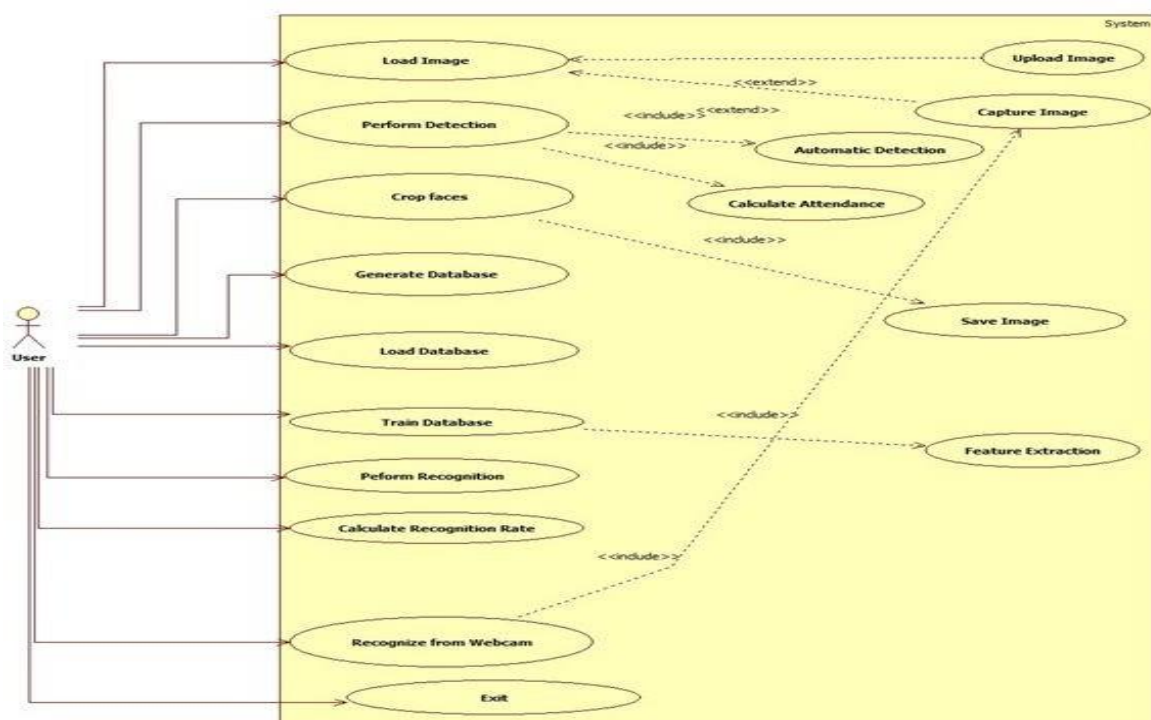 System
Load Image
Upload Image
<<extend>>
Capture Image
<<extend>>
<<include>>
Perform Detection
<<include>>
Automatic Detection
Crop faces
Calculate Attendance
<<include>>
Generate Database
Save Image
User
Load Database
<<include>>
Train Database
Feature Extraction
Peform Recognition
Calculate Recognition Rate
<<include>>
Recognize from Webcam
Exit